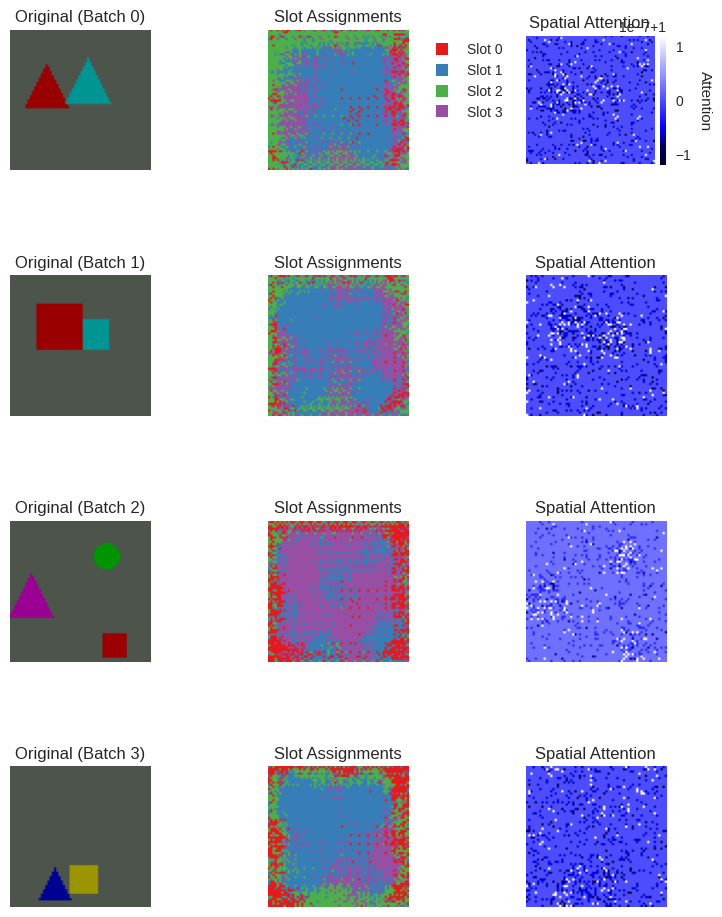 Original (Batch 0)
Slot Assignments
Slot 0
Slot 1
Slot 2
Slot 3
Spatial Attention
1e−7+1
1
0
−1
Attention
Original (Batch 1)
Slot Assignments
Spatial Attention
Original (Batch 2)
Slot Assignments
Spatial Attention
Original (Batch 3)
Slot Assignments
Spatial Attention